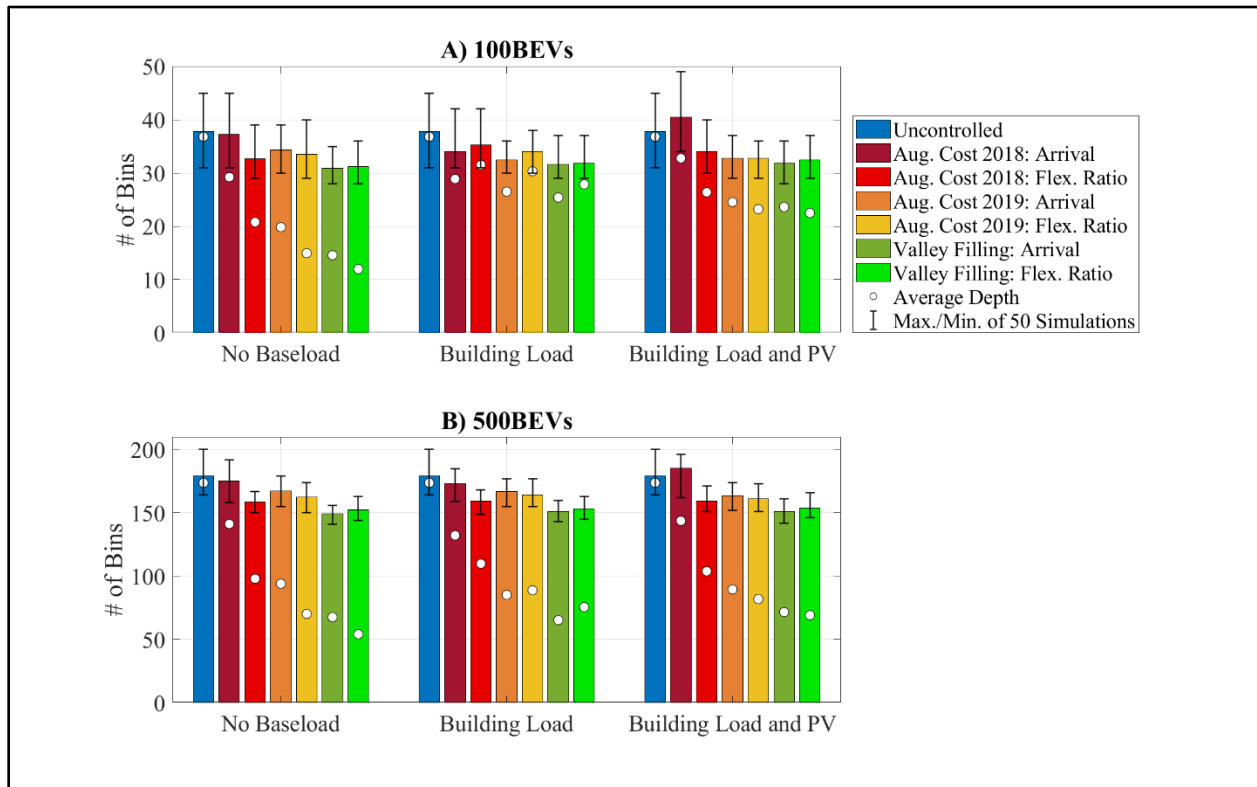 A) 100BEVs
50
40
30
20
10
0
# of Bins
No Baseload
Building Load
Building Load and PV
Uncontrolled
Aug. Cost 2018: Arrival
Aug. Cost 2018: Flex. Ratio
Aug. Cost 2019: Arrival
Aug. Cost 2019: Flex. Ratio
Valley Filling: Arrival
Valley Filling: Flex. Ratio
Average Depth
Max./Min. of 50 Simulations
B) 500BEVs
200
150
100
50
0
# of Bins
No Baseload
Building Load
Building Load and PV